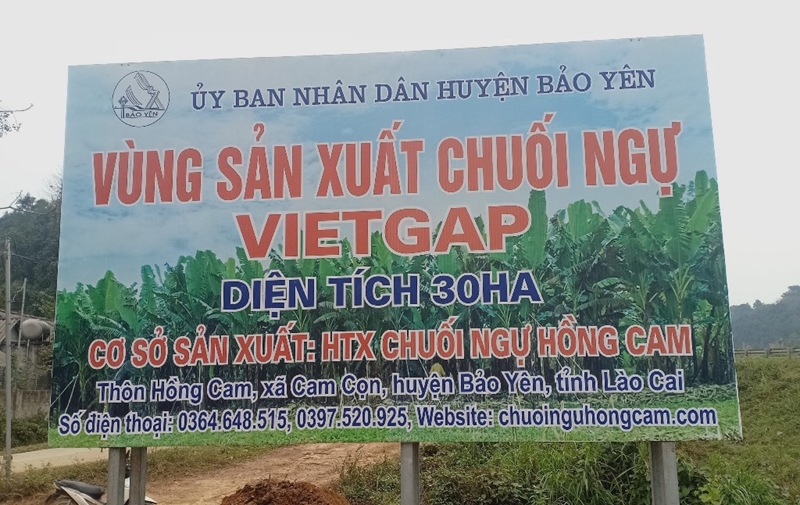 BẢO YÊN
ỦY BAN NHÂN DÂN HUYỆN BẢO YÊN
VÙNG SẢN XUẤT CHUỐI NGỰ
VIETGAP
DIỆN TÍCH 30HA
CƠ SỞ SẢN XUẤT: HTX CHUỐI NGỰ HỒNG CAM
Thôn Hồng Cam, xã Cam Cọn, huyện Bảo Yên, tỉnh Lào Cai
Số điện thoại: 0364.648.515, 0397.520.925, Website: chuoinguhongcam.com